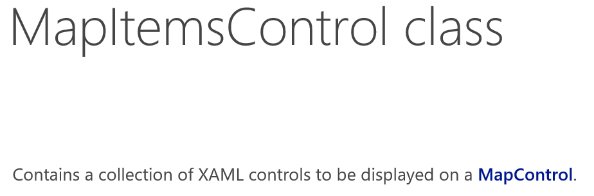 MapItemsControl class
Contains a collection of XAML controls to be displayed on a MapControl.